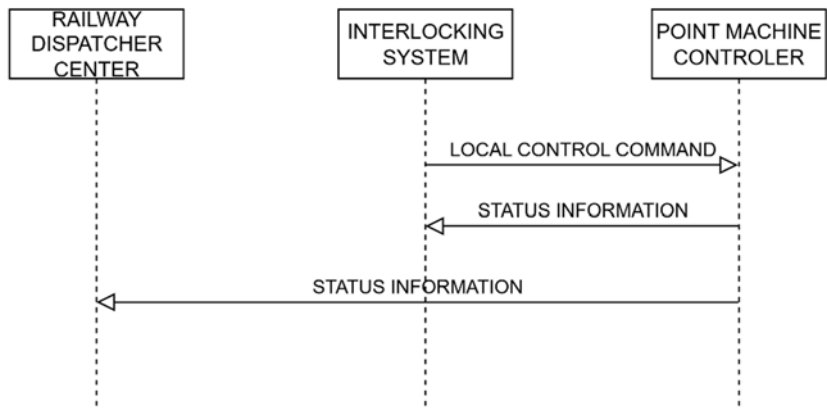 RAILWAY
DISPATCHER
CENTER
INTERLOCKING
SYSTEM
POINT MACHINE
CONTROLER
LOCAL CONTROL COMMAND
STATUS INFORMATION
STATUS INFORMATION